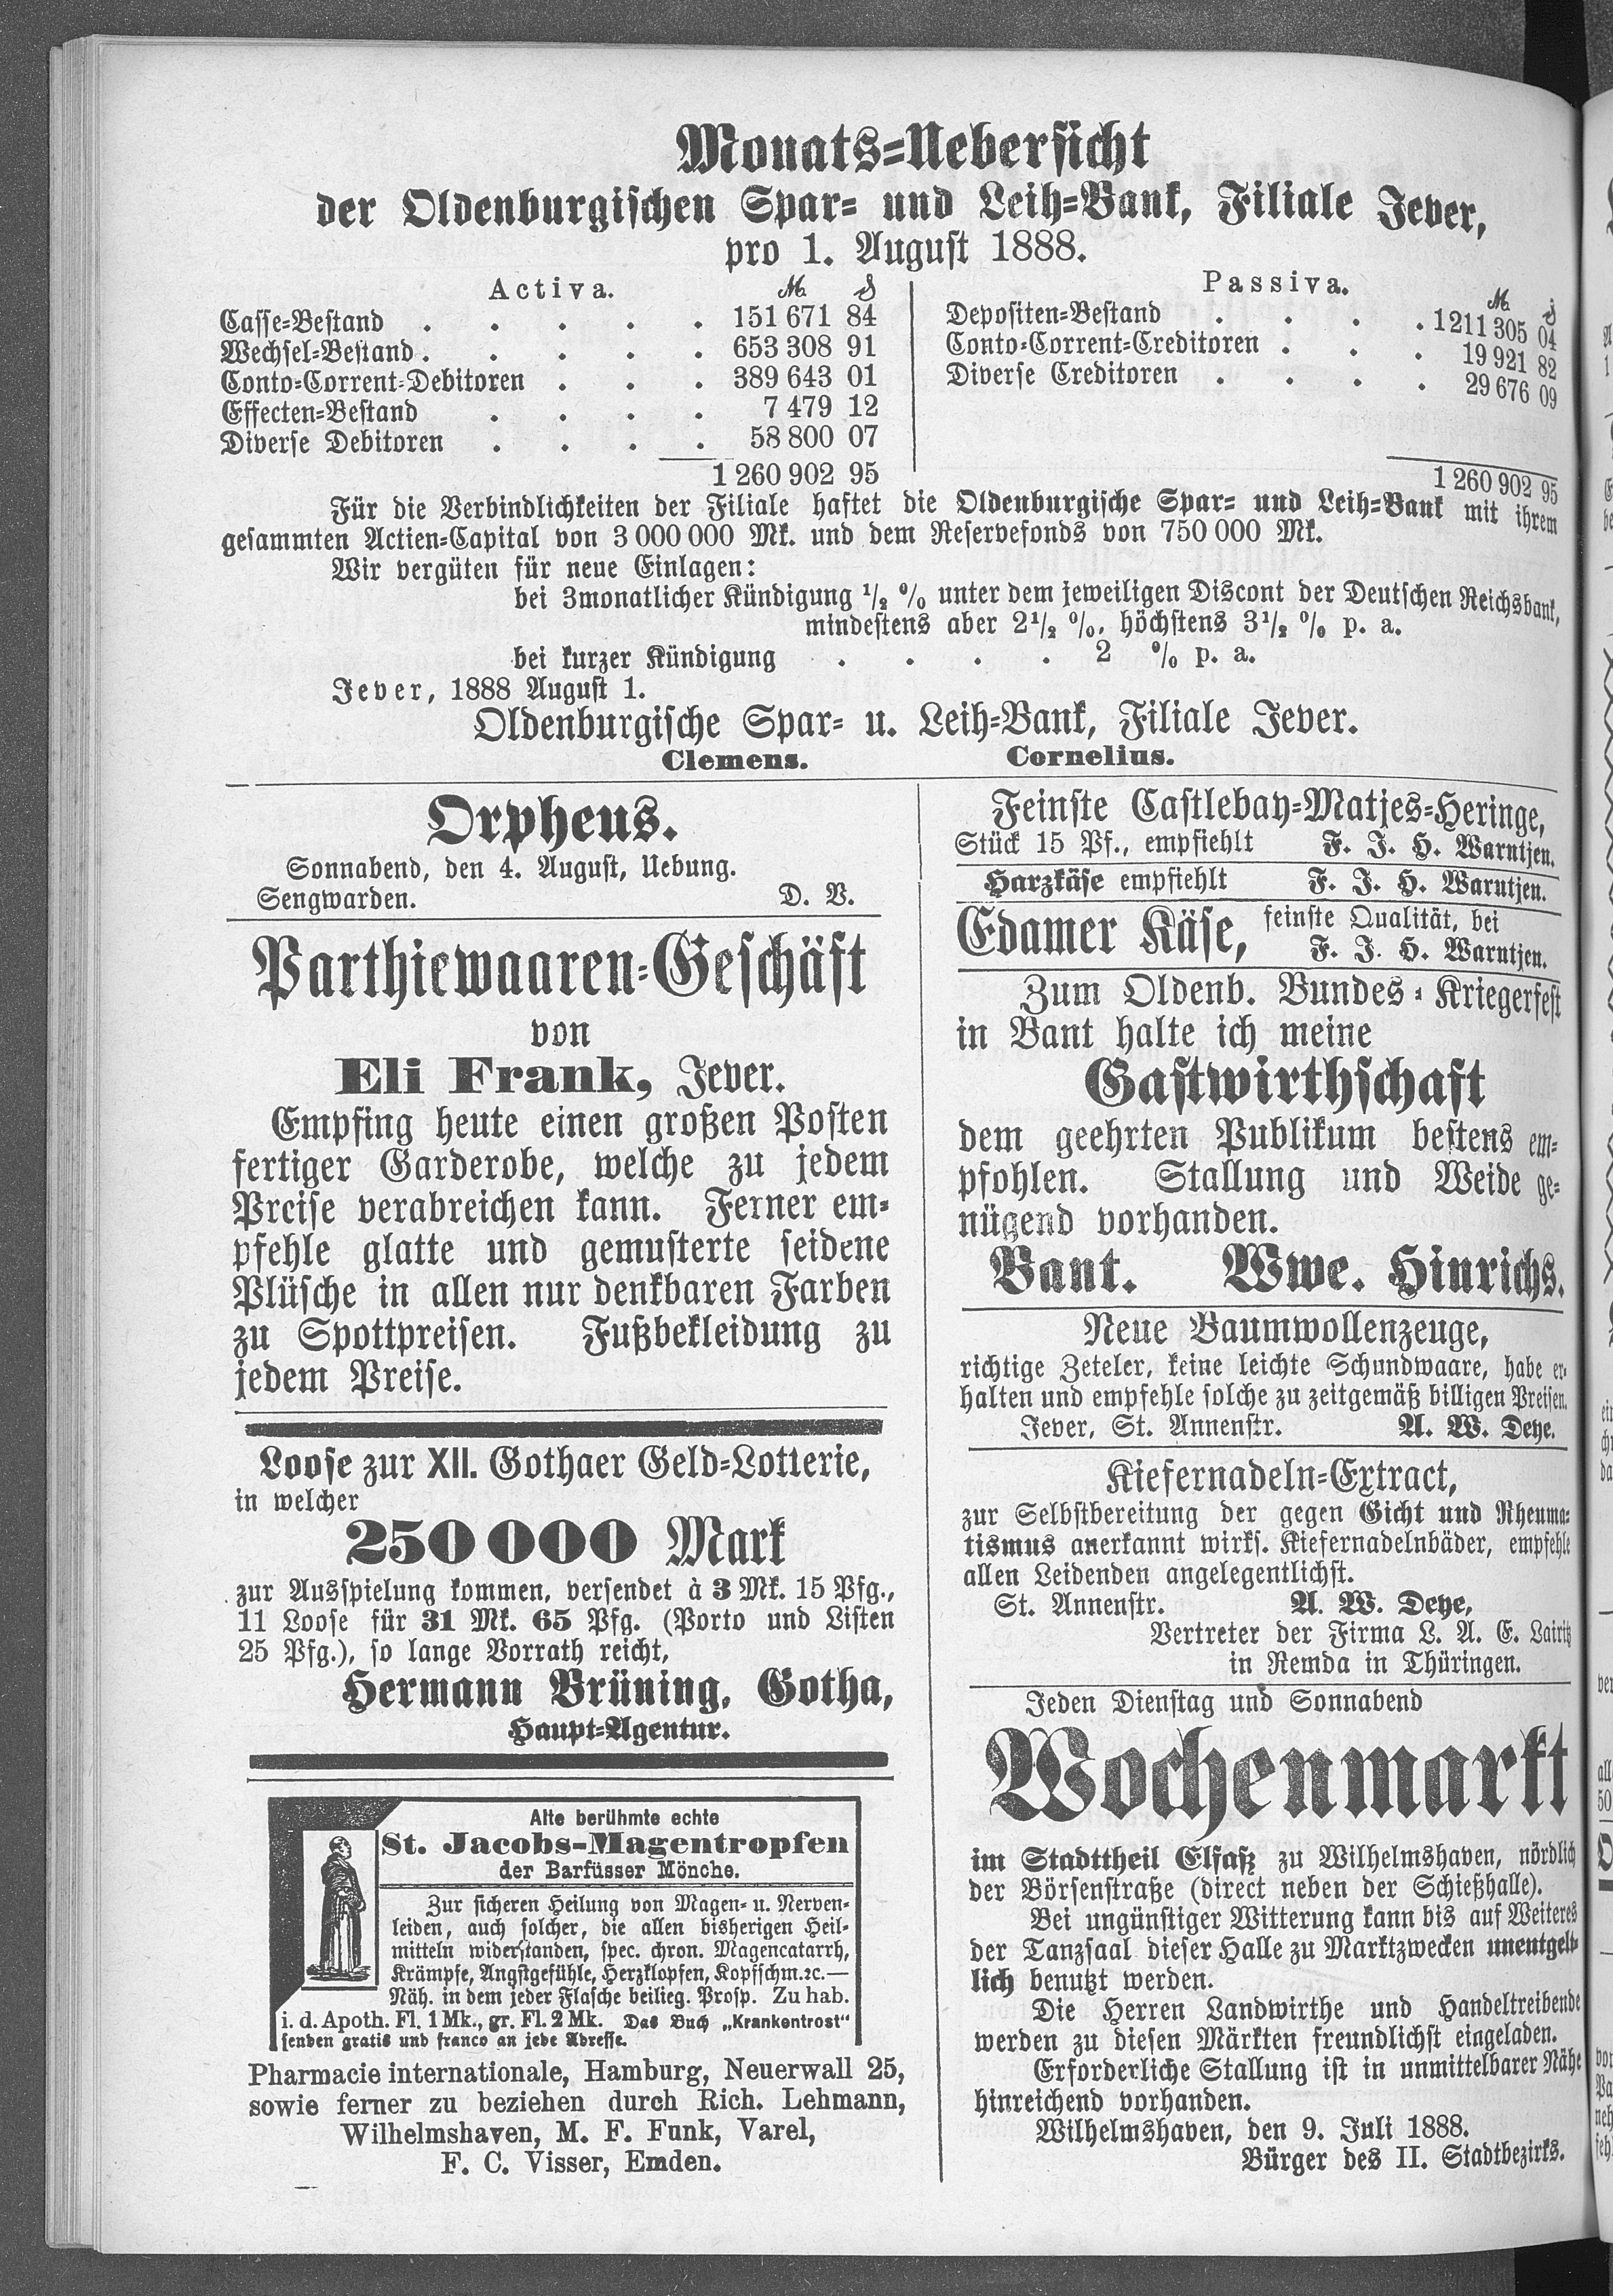 Monats-Uebersicht
der Oldenburgischen Spar- und Leih-Bank, Filiale Jever,
pro 1. August 1888.
Activa. M. ₰
Casse-Bestand . . . . . 151 671 84
Wechsel-Bestand . . . . . 653 308 91
Conto-Corrent-Debitoren . . . 389 643 01
Effecten-Bestand . . . . 7 479 12
Diverse Debitoren . . . . 58 800 07
1 260 902 95
Passiva.
M. ₰
Depositen-Bestand . . . . 1 211 305 04
Conto-Corrent-Creditoren . . . 19 921 82
Diverse Creditoren . . . . 29 676 09
1 260 902 95
Für die Verbindlichkeiten der Filiale haftet die Oldenburgische Spar- und Leih-Bank mit ihrem
gesammten Actien-Capital von 3 000 000 Mk. und dem Reservefonds von 750 000 Mk.
Wir vergüten für neue Einlagen:
bei 3monatlicher Kündigung 1/2 % unter dem jeweiligen Discont der Deutschen Reichsbank,
mindestens aber 2 1/2 %, höchstens 3 1/2 % p. a.
bei kurzer Kündigung . . . . 2 % p. a.
Jever, 1888 August 1.
Oldenburgische Spar- u. Leih-Bank, Filiale Jever.
Clemens. Cornelius.
Orpheus.
Sonnabend, den 4. August, Uebung.
Sengwarden. D. V.
Parthiewaaren-Geschäft
von
Eli Frank, Jever.
Empfing heute einen großen Posten
fertiger Garderobe, welche zu jedem
Preise verabreichen kann. Ferner em-
pfehle glatte und gemusterte seidene
Plüsche in allen nur denkbaren Farben
zu Spottpreisen. Fußbekleidung zu
jedem Preise.
Loose zur XII. Gothaer Geld-Lotterie,
in welcher
250 000 Mark
zur Ausspielung kommen, versendet à 3 Mk. 15 Pfg.,
11 Loose für 31 Mk. 65 Pfg. (Porto und Listen
25 Pfg.), so lange Vorrath reicht,
Hermann Brüning, Gotha,
Haupt-Agentur.
Alte berühmte echte
St. Jacobs-Magentropfen
der Barfüsser Mönche.
Zur sicheren Heilung von Magen- u. Nerven-
leiden, auch solcher, die allen bisherigen Heil-
mitteln widerstanden, spec. chron. Magencatarrh,
Krämpfe, Angstgefühle, Herzklopfen, Kopfschm.ꝛc.—
Näh. in dem jeder Flasche beilieg. Prosp. Zu hab.
i. d. Apoth. Fl. 1 Mk., gr. Fl. 2 Mk. Das Buch „Krankentrost“
senden gratis und franco an jede Adresse.
Pharmacie internationale, Hamburg, Neuerwall 25,
sowie ferner zu beziehen durch Rich. Lehmann,
Wilhelmshaven, M. F. Funk, Varel,
F. C. Visser, Emden.
Feinste Castlebay-Matjes-Heringe,
Stück 15 Pf., empfiehlt F. J. H. Warntjen.
Harzkäse empfiehlt F. J. H. Warntjen.
Edamer Käse, feinste Qualität, bei
F. J. H. Warntjen.
Zum Oldenb. Bundes-Kriegerfest
in Bant halte ich meine
Gastwirthschaft
dem geehrten Publikum bestens em-
pfohlen. Stallung und Weide ge-
nügend vorhanden.
Bant. Wwe. Hinrichs.
Neue Baumwollenzeuge,
richtige Zeteler, keine leichte Schundwaare, habe er-
halten und empfehle solche zu zeitgemäß billigen Preisen.
Jever, St. Annenstr. A. W. Deye.
Kiefernadeln-Extract,
zur Selbstbereitung der gegen Gicht und Rheuma-
tismus anerkannt wirks. Kiefernadelnbäder, empfehle
allen Leidenden angelegentlichst.
St. Annenstr. A. W. Deye,
Vertreter der Firma L. A. E. Lairitz
in Remda in Thüringen.
Jeden Dienstag und Sonnabend
Wochenmarkt
im Stadttheil Elsaß zu Wilhelmshaven, nördlich
der Börsenstraße (direct neben der Schießhalle).
Bei ungünstiger Witterung kann bis auf Weiteres
der Tanzsaal dieser Halle zu Marktzwecken unentgelt-
lich benutzt werden.
Die Herren Landwirthe und Handeltreibende
werden zu diesen Märkten freundlichst eingeladen.
Erforderliche Stallung ist in unmittelbarer Nähe
hinreichend vorhanden.
Wilhelmshaven, den 9. Juli 1888.
Bürger des II. Stadtbezirks.